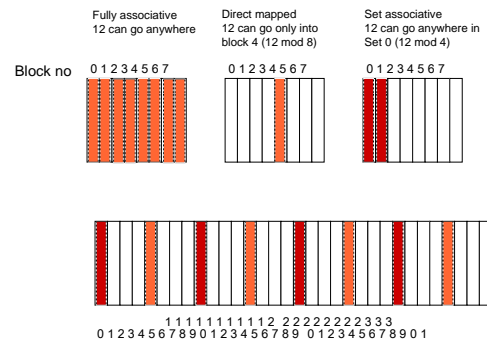 Fully associative
12 can go anywhere
Direct mapped
12 can go only into
block 4 (12 mod 8)
Set associative
12 can go anywhere in
Set 0 (12 mod 4)
Block no
0 1 2 3 4 5 6 7
0 1 2 3 4 5 6 7
0 1 2 3 4 5 6 7
1 1 1 1 1 1 1 1 1 1 2 2 2 2 2 2 2 2 2 2 3 3 3
0 1 2 3 4 5 6 7 8 9 0 1 2 3 4 5 6 7 8 9 0 1 2 3 4 5 6 7 8 9 0 1